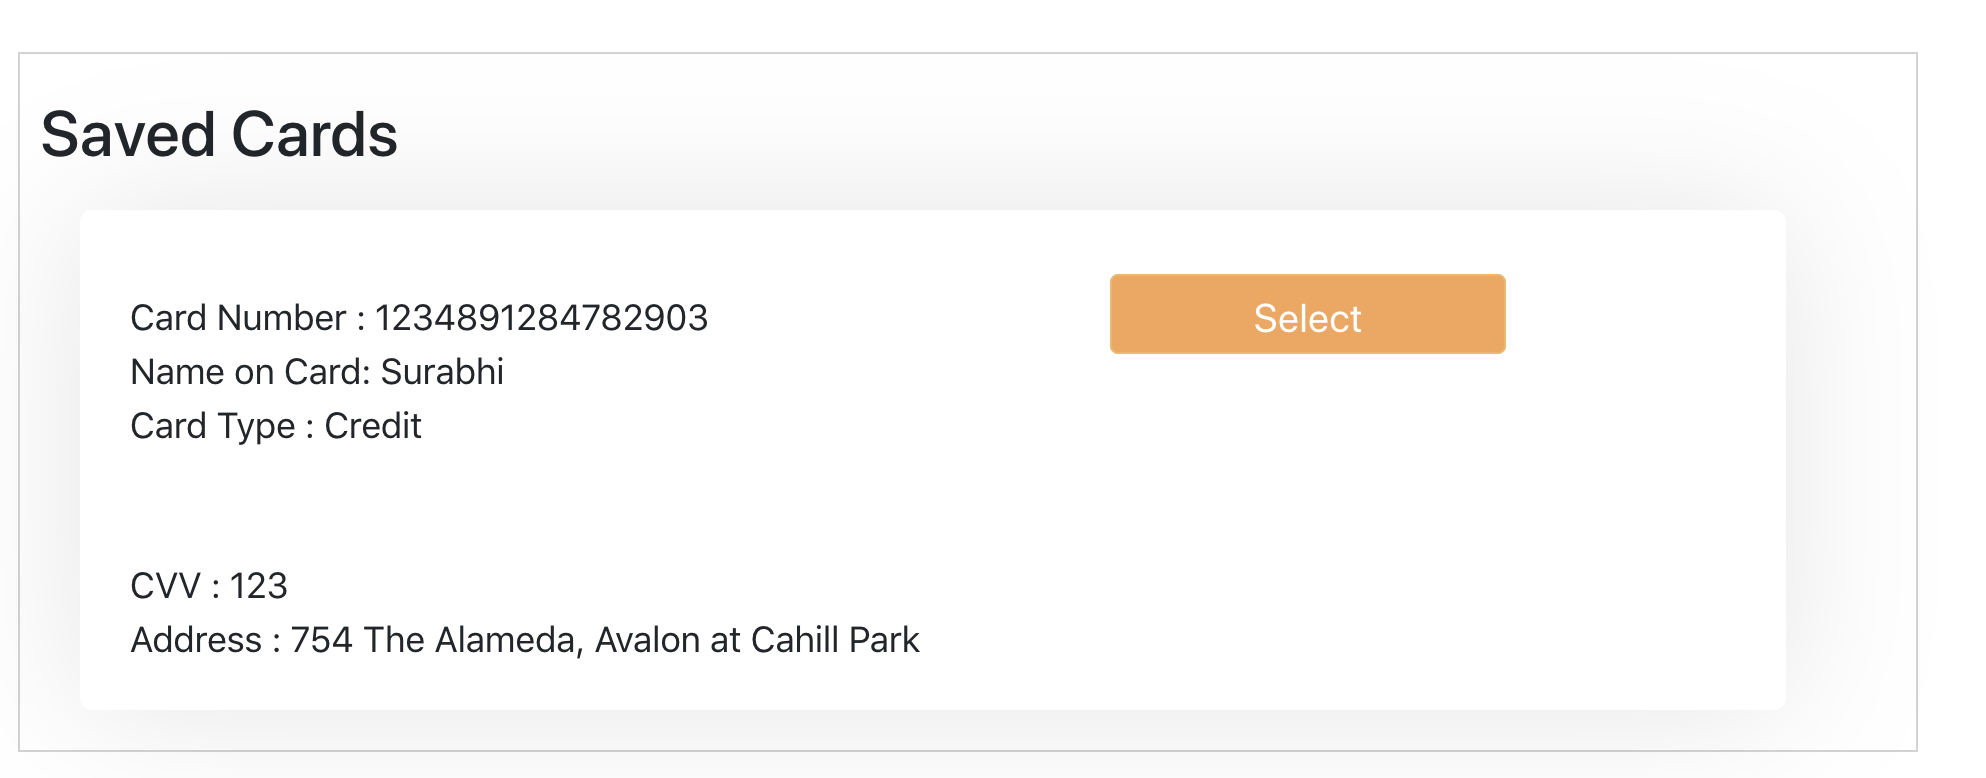 Saved Cards
Card Number : 1234891284782903
Select
Name on Card: Surabhi
Card Type : Credit
CVV : 123
Address : 754 The Alameda, Avalon at Cahill Park